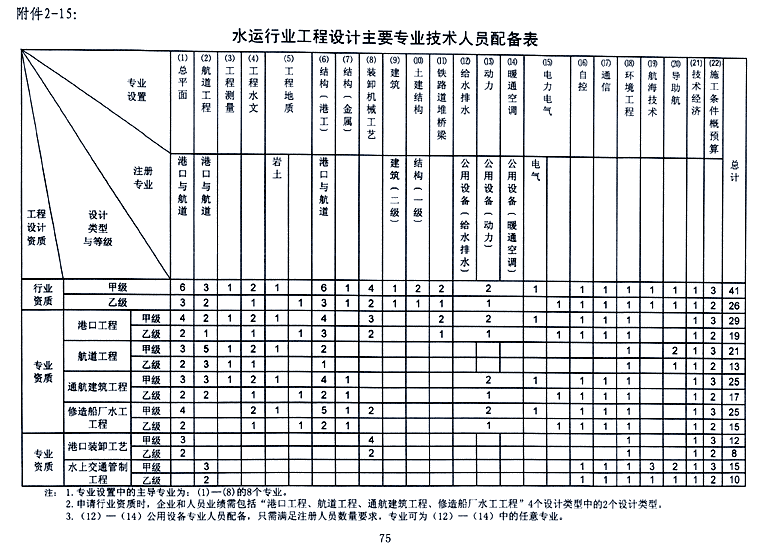 附件2-15:
水运行业工程设计主要专业技术人员配备表
专业设置 (1)总平面 (2)航道工程 (3)工程测量 (4)工程水文 (5)工程地质 (6)结构(港工) (7)结构(金属) (8)装卸机械工艺 (9)建筑 (10)土建结构 (11)铁路道堆桥梁 (12)给水排水 (13)动力 (14)暖通空调 (15)电力电气 (16)自控 (17)通信 (18)环境工程 (19)航海技术 (20)导助航 (21)技术经济 (22)施工条件概预算 总计
注册专业 港口与航道 港口与航道 岩土 港口与航道 建筑(二级) 结构(一级) 公用设备(给水排水) 公用设备(动力) 公用设备(暖通空调) 电气
工程设计资质 设计类型与等级
行业资质 甲级 6 3 1 2 1 6 1 4 1 2 2 2 1 1 1 1 1 1 1 3 41
乙级 3 2 1 1 3 1 2 1 1 1 1 1 1 1 1 1 1 1 2 26
专业资质 港口工程 甲级 4 2 1 2 1 4 3 2 2 1 1 1 1 1 3 29
乙级 2 1 1 1 3 2 1 1 1 1 1 1 1 2 19
航道工程 甲级 3 5 1 2 1 2 1 2 1 3 21
乙级 2 3 1 1 1 1 1 1 2 13
通航建筑工程 甲级 3 3 1 2 1 4 1 2 1 1 1 1 1 3 25
乙级 2 2 1 1 2 1 1 1 1 1 1 1 2 17
修造船厂水工工程 甲级 4 2 1 5 1 2 2 1 1 1 1 1 3 25
乙级 2 1 1 2 1 1 1 1 1 1 1 2 15
专业资质 港口装卸工艺 甲级 3 4 1 1 3 12
乙级 2 2 1 1 2 8
水上交通管制工程 甲级 3 1 1 1 3 2 1 3 15
乙级 2 1 1 1 1 1 1 2 10
注: 1.专业设置中的主导专业为: (1)—(8)的8个专业。
2.申请行业资质时,企业和人员业绩需包括“港口工程、航道工程、通航建筑工程、修造船厂水工工程”4个设计类型中的2个设计类型。
3. (12)—(14)公用设备专业人员配备,只需满足注册人员数量要求,专业可为(12)—(14)中的任意专业。
75